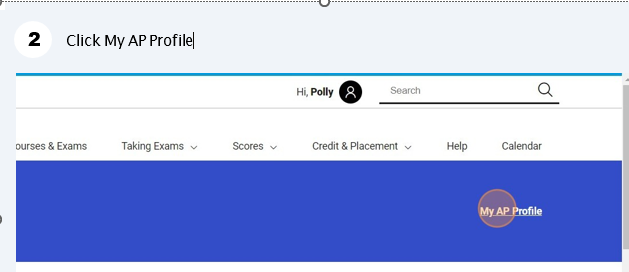 2 Click My AP Profile
Hi, Polly Search
ourses & Exams Taking Exams Scores Credit & Placement Help Calendar
My AP Profile